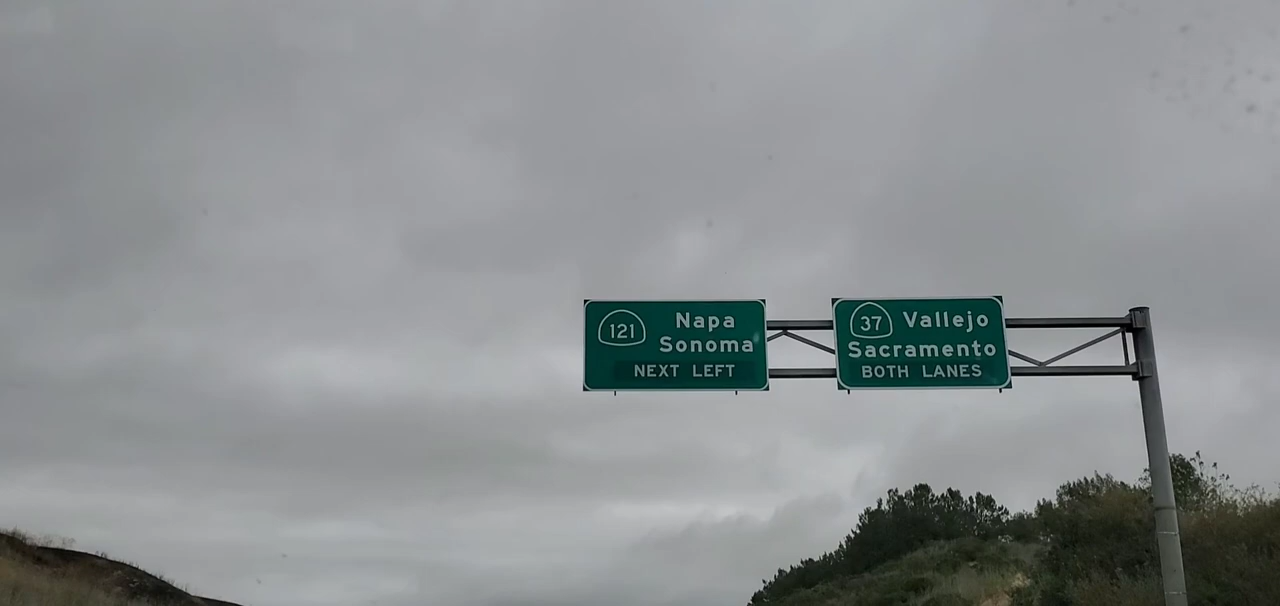 121
Napa
Sonoma
NEXT LEFT
37 Vallejo
Sacramento
BOTH LANES